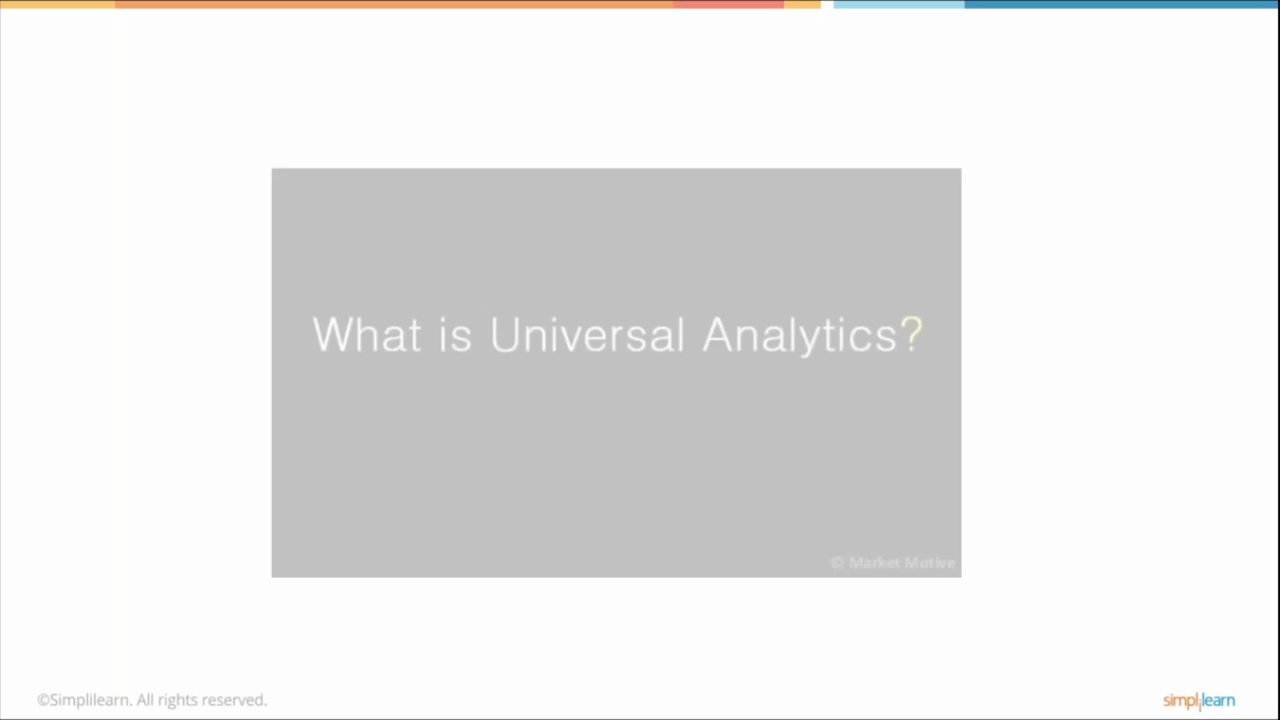 What is Universal Analytics?
© Market Motive
©Simplilearn. All rights reserved.
simplilearn